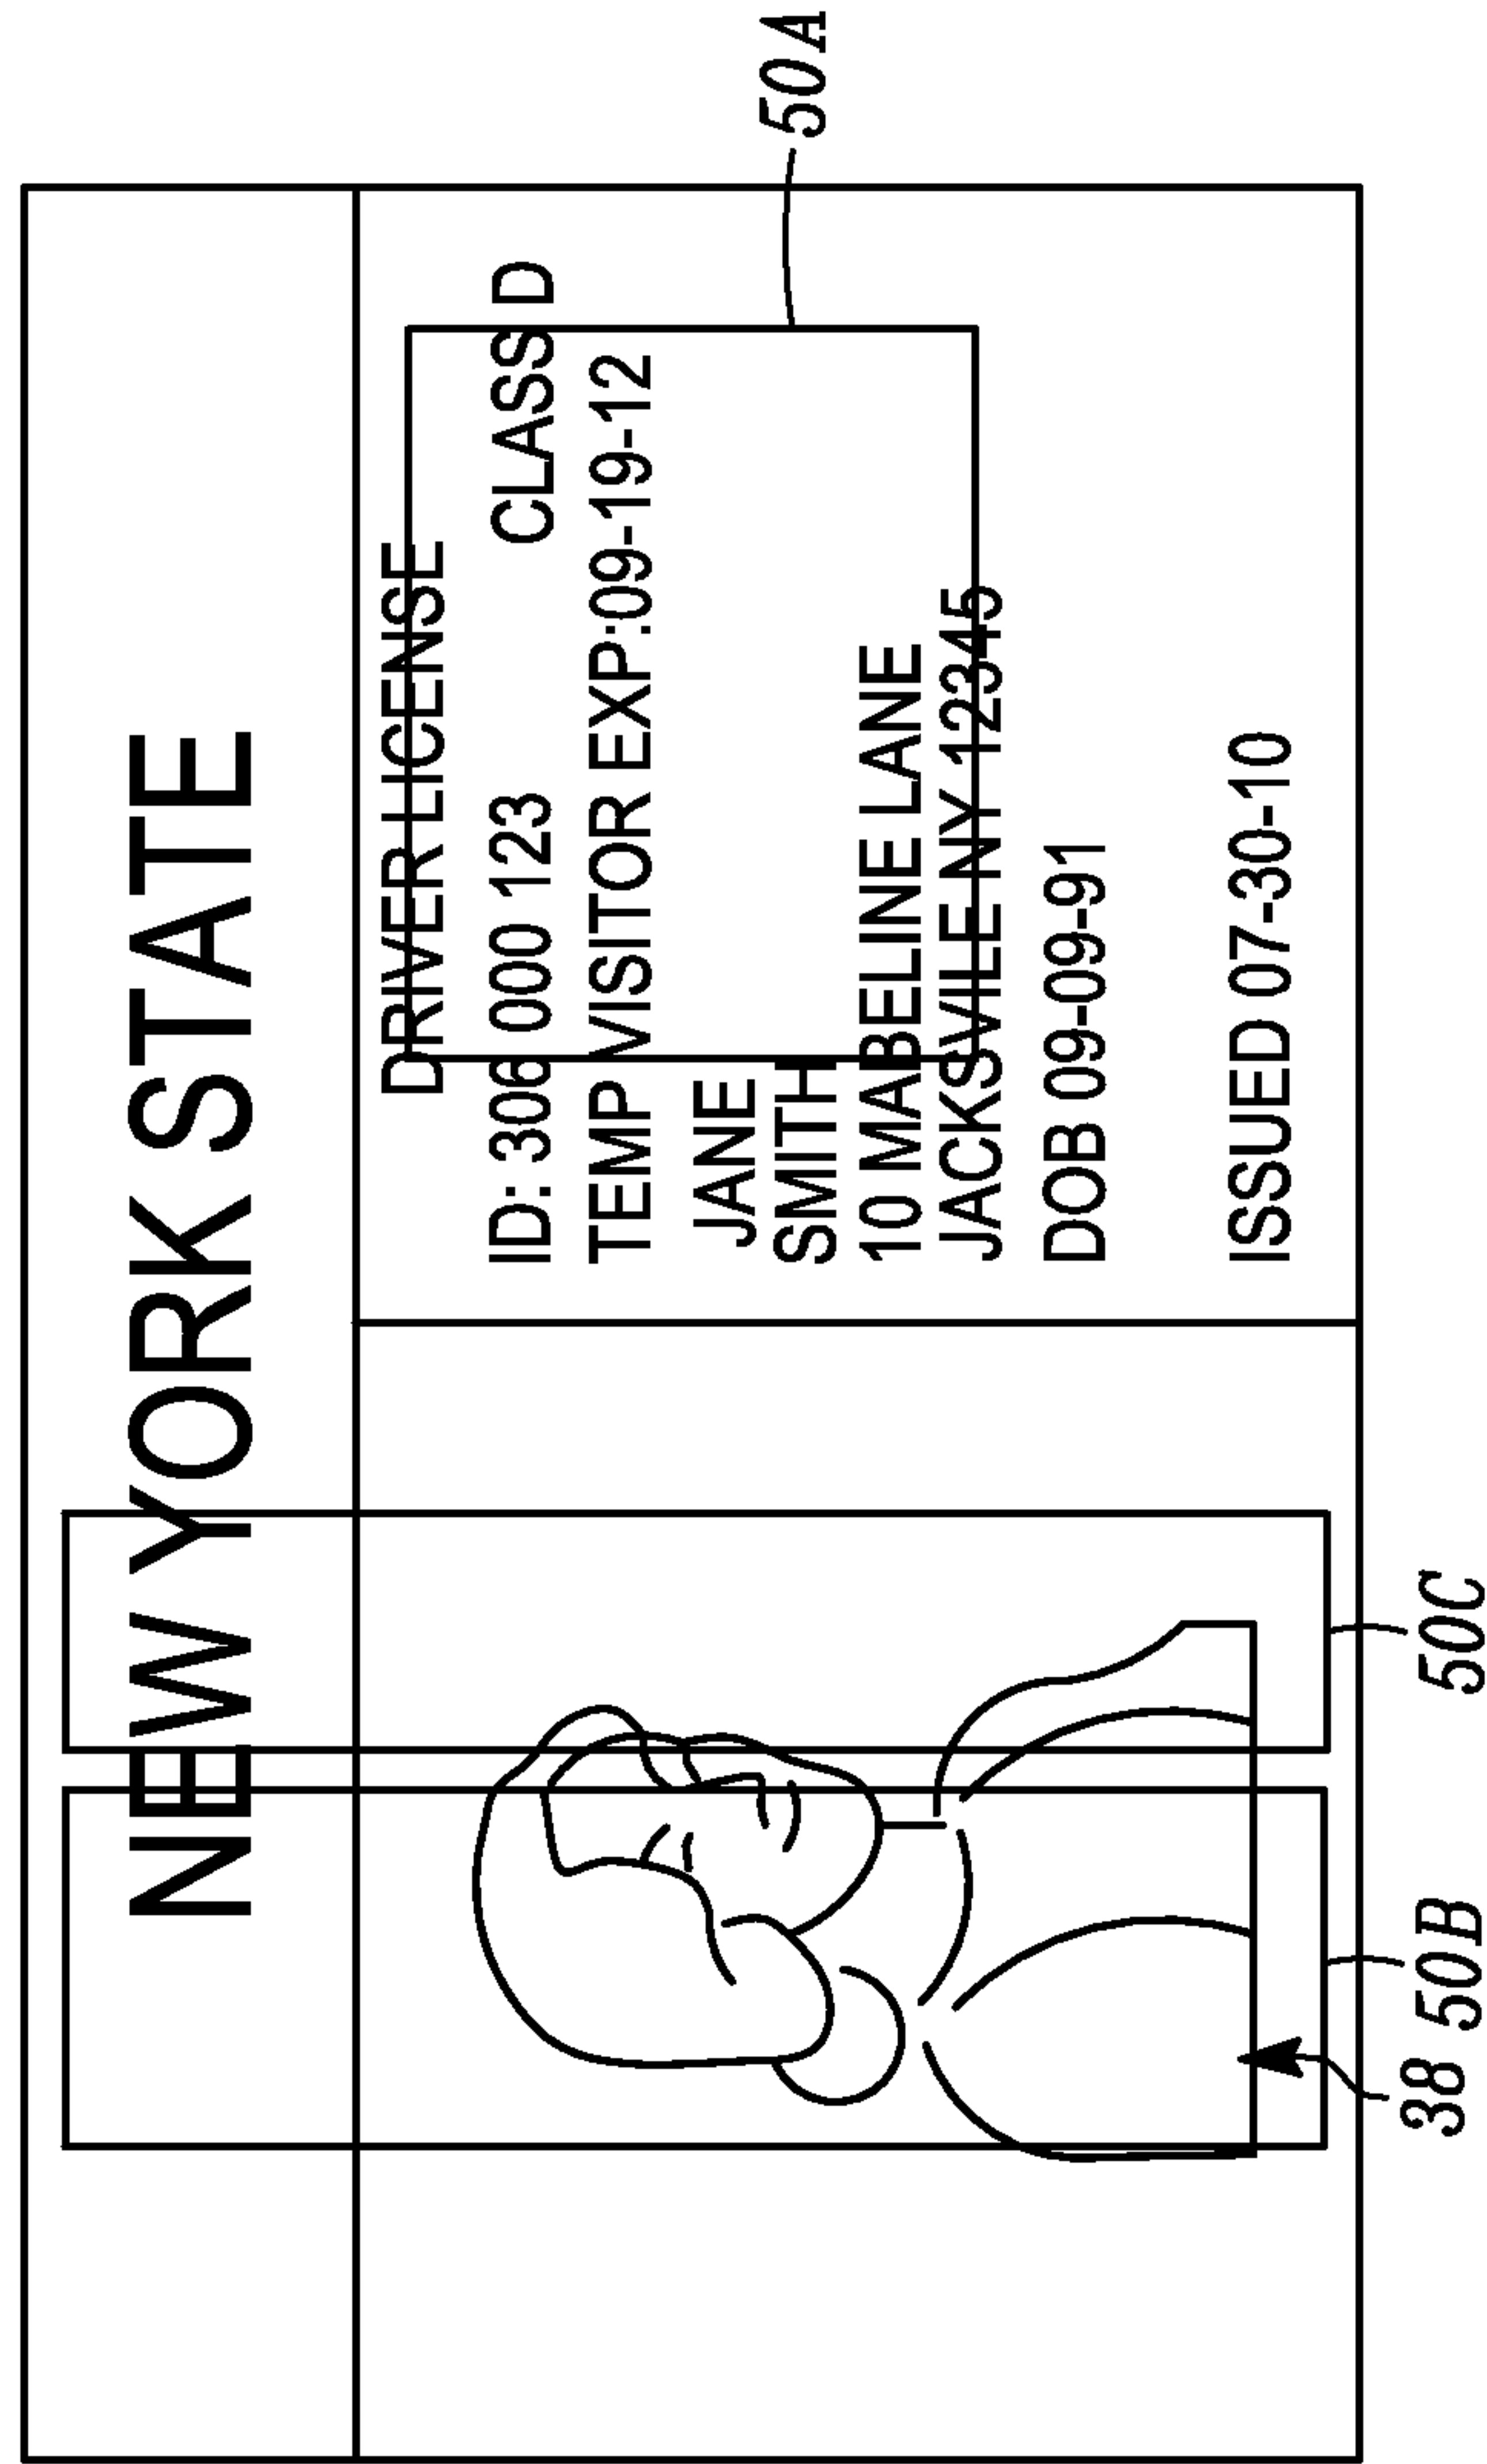 NEW YORK STATE
DRIVER LICENSE
ID: 306 000 123 CLASS D
TEMP VISITOR EXP:09-19-12
JANE
SMITH
10 MABELINE LANE
JACKSVILE NY 12345
DOB 09-09-91
ISSUED 07-30-10
50A
38 50B 50C